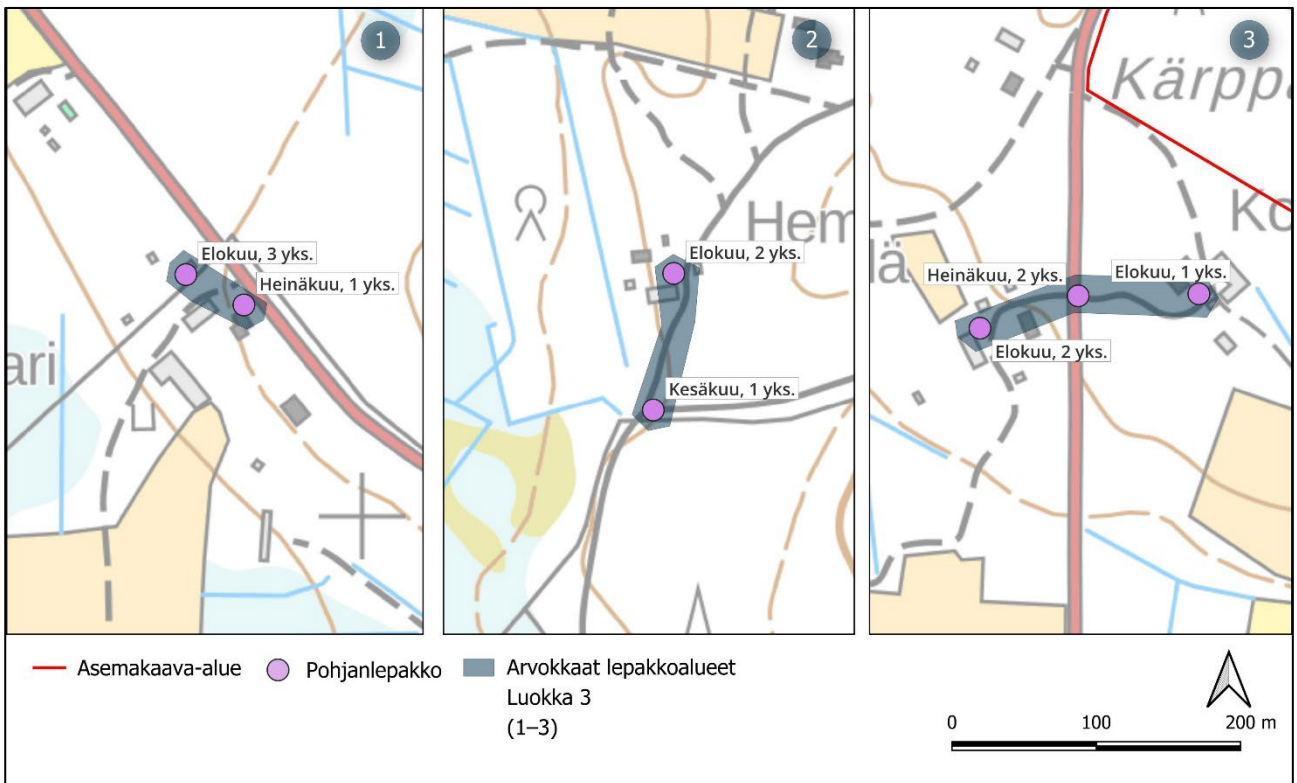 1
Elokuu, 3 yks.
Heinäkuu, 1 yks.
ari
2
Hem
Elokuu, 2 yks.
Kesäkuu, 1 yks.
3
Kärppä
Ko
lä
Heinäkuu, 2 yks.
Elokuu, 1 yks.
Elokuu, 2 yks.
Asemakaava-alue
Pohjanlepakko
Arvokkaat lepakkoalueet
Luokka 3
(1–3)
0 100 200 m